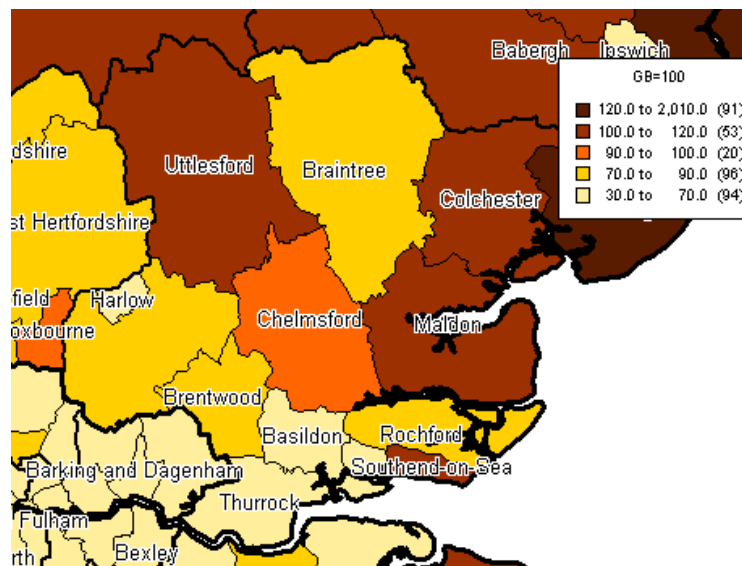 Babergh Ipswich
GB=100
120.0 to 2,010.0 (91)
100.0 to 120.0 (53)
90.0 to 100.0 (20)
70.0 to 90.0 (96)
30.0 to 70.0 (94)
dshire
Uttlesford
Braintree
Colchester
st Hertfordshire
efield
Harlow
oxbourne
Chelmsford
Maldon
Brentwood
Basildon
Rochford
Barking and Dagenham
Southend-on-Sea
Thurrock
Fulham
rth
Bexley